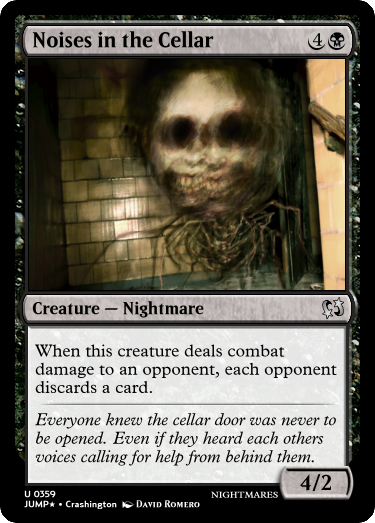 Noises in the Cellar 4
Creature — Nightmare
When this creature deals combat
damage to an opponent, each opponent
discards a card.
Everyone knew the cellar door was never to
be opened. Even if they heard each others
voices calling for help from behind them.
4/2
U 0359 NIGHTMARES
JUMP★ • Crashington David Romero